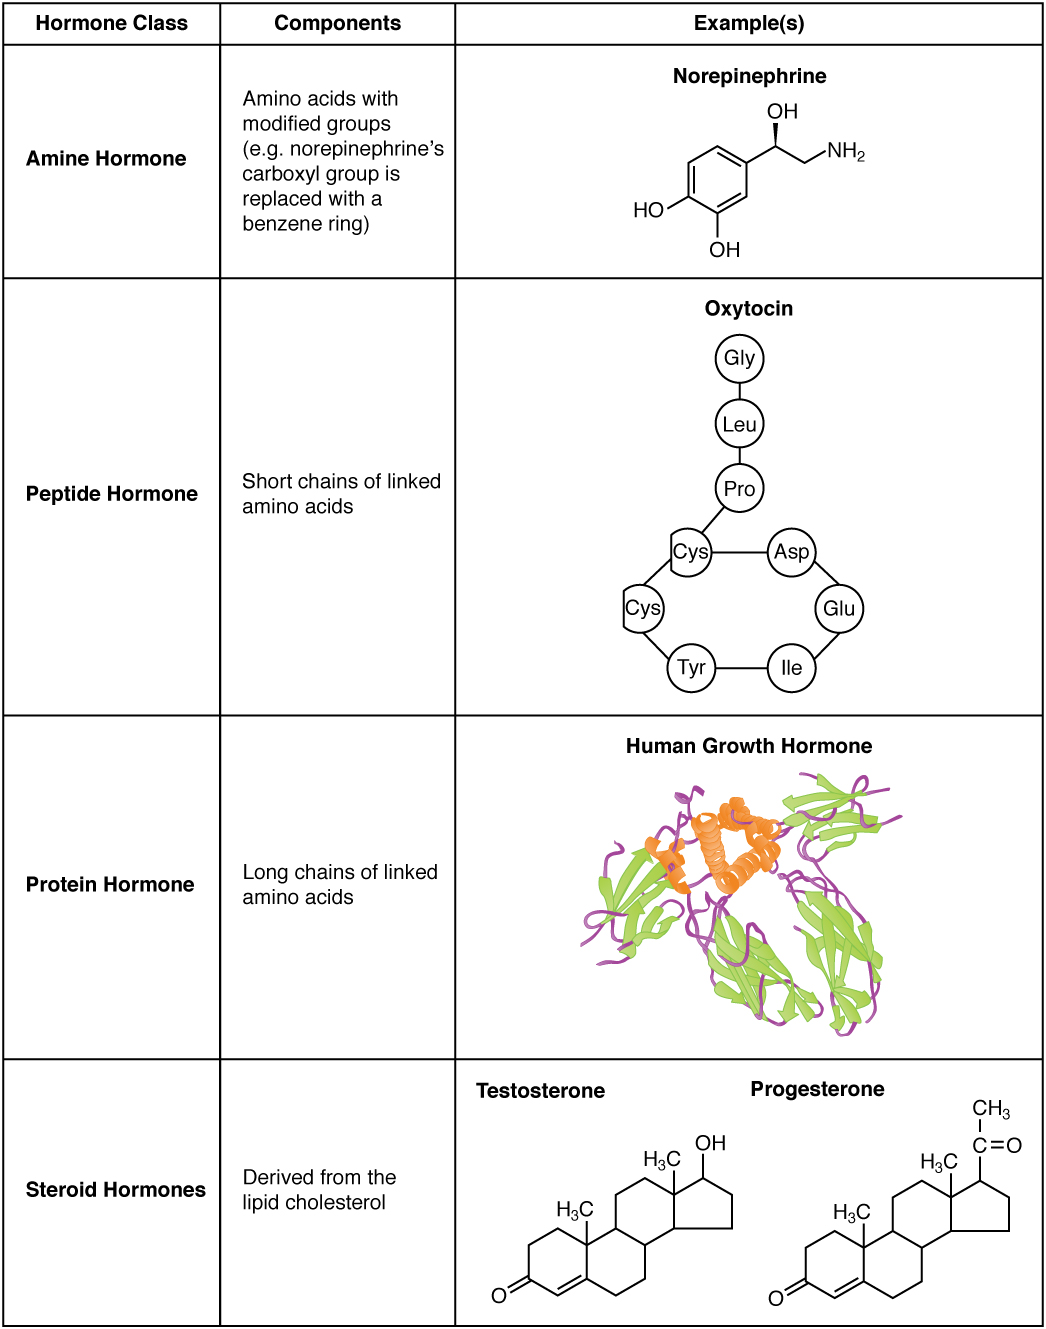 Hormone Class
Components
Example(s)
Amine Hormone
Amino acids with
modified groups
(e.g. norepinephrine's
carboxyl group is
replaced with a
benzene ring)
Norepinephrine
OH
NH2
HO
OH
Peptide Hormone
Short chains of linked
amino acids
Oxytocin
Gly
Leu
Pro
Cys
Asp
Cys
Glu
Tyr
Ile
Protein Hormone
Long chains of linked
amino acids
Human Growth Hormone
Steroid Hormones
Derived from the
lipid cholesterol
Testosterone
OH
H3C
H3C
O
Progesterone
CH3
C=O
H3C
H3C
O